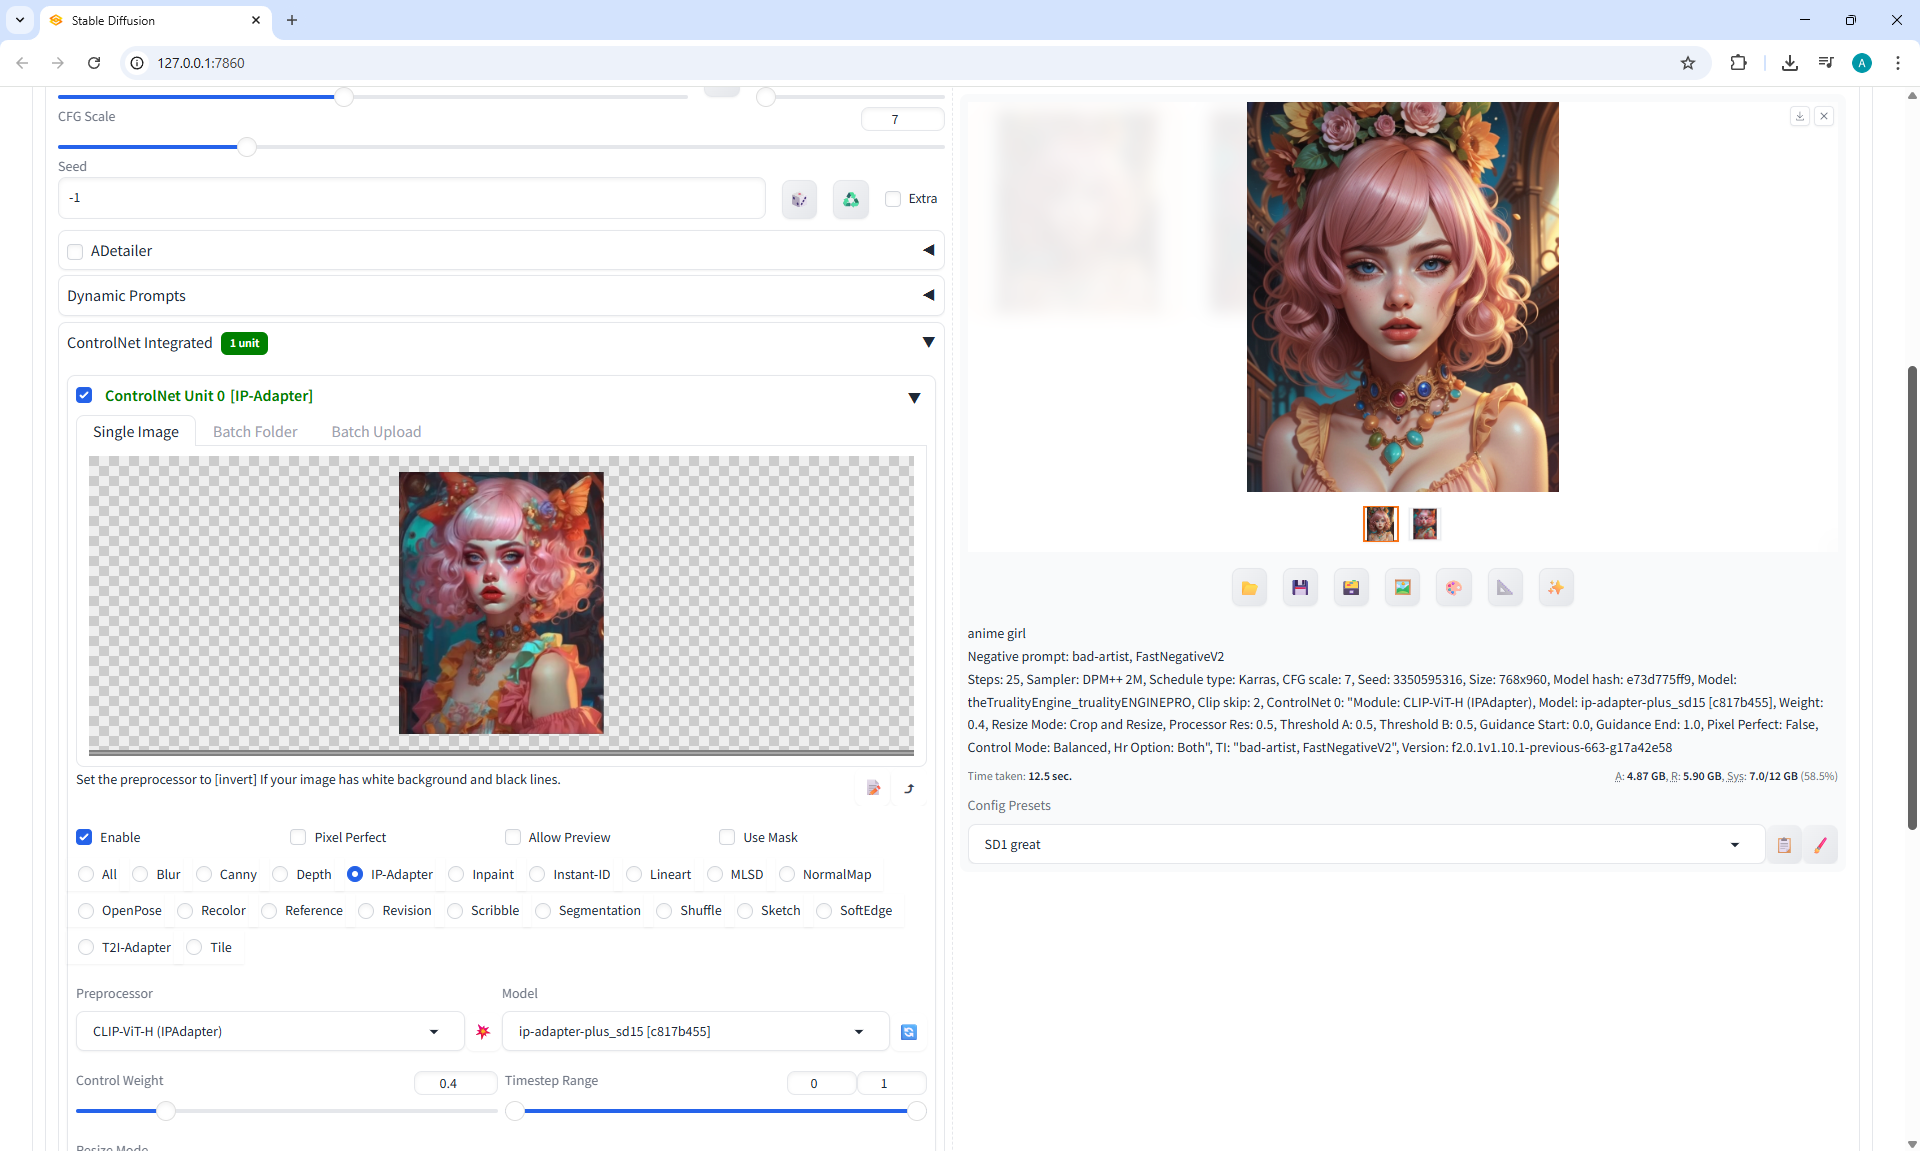 Stable Diffusion
127.0.0.1:7860
A
CFG Scale
7
Seed
-1
Extra
ADetailer
Dynamic Prompts
ControlNet Integrated 1 unit
ControlNet Unit 0 [IP-Adapter]
Single Image Batch Folder Batch Upload
Set the preprocessor to [invert] If your image has white background and black lines.
Enable Pixel Perfect Allow Preview Use Mask
All Blur Canny Depth IP-Adapter Inpaint Instant-ID Lineart MLSD NormalMap
OpenPose Recolor Reference Revision Scribble Segmentation Shuffle Sketch SoftEdge
T2I-Adapter Tile
Preprocessor Model
CLIP-ViT-H (IPAdapter) ip-adapter-plus_sd15 [c817b455]
Control Weight 0.4 Timestep Range 0 1
Resize Mode
anime girl
Negative prompt: bad-artist, FastNegativeV2
Steps: 25, Sampler: DPM++ 2M, Schedule type: Karras, CFG scale: 7, Seed: 3350595316, Size: 768x960, Model hash: e73d775ff9, Model:
theTrualityEngine_trualityENGINEPRO, Clip skip: 2, ControlNet 0: "Module: CLIP-ViT-H (IPAdapter), Model: ip-adapter-plus_sd15 [c817b455], Weight:
0.4, Resize Mode: Crop and Resize, Processor Res: 0.5, Threshold A: 0.5, Threshold B: 0.5, Guidance Start: 0.0, Guidance End: 1.0, Pixel Perfect: False,
Control Mode: Balanced, Hr Option: Both", TI: "bad-artist, FastNegativeV2", Version: f2.0.1v1.10.1-previous-663-g17a42e58
Time taken: 12.5 sec. A: 4.87 GB, R: 5.90 GB, Sys: 7.0/12 GB (58.5%)
Config Presets
SD1 great